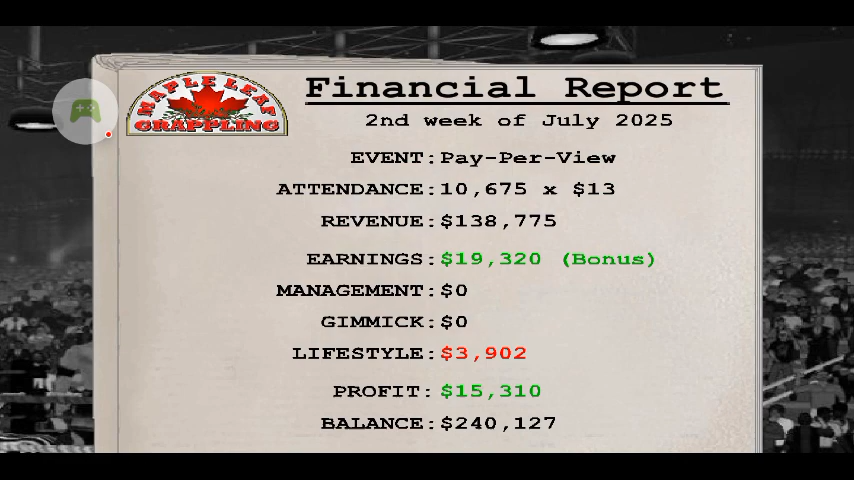 MAPLE LEAF
GRAPPLING
Financial Report
2nd week of July 2025
EVENT: Pay-Per-View
ATTENDANCE: 10,675 x $13
REVENUE: $138,775
EARNINGS: $19,320 (Bonus)
MANAGEMENT: $0
GIMMICK: $0
LIFESTYLE: $3,902
PROFIT: $15,310
BALANCE: $240,127